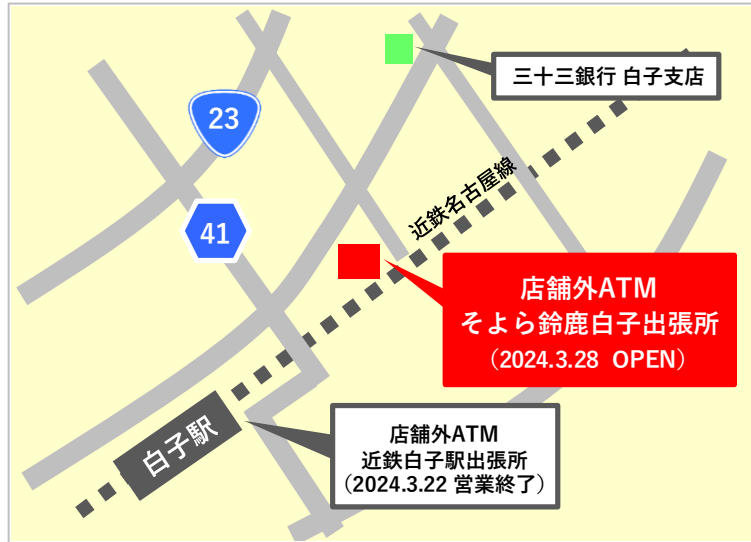 三十三銀行 白子支店
23
41
近鉄名古屋線
店舗外ATM
そよら鈴鹿白子出張所
（2024.3.28 OPEN）
白子駅
店舗外ATM
近鉄白子駅出張所
（2024.3.22 営業終了）